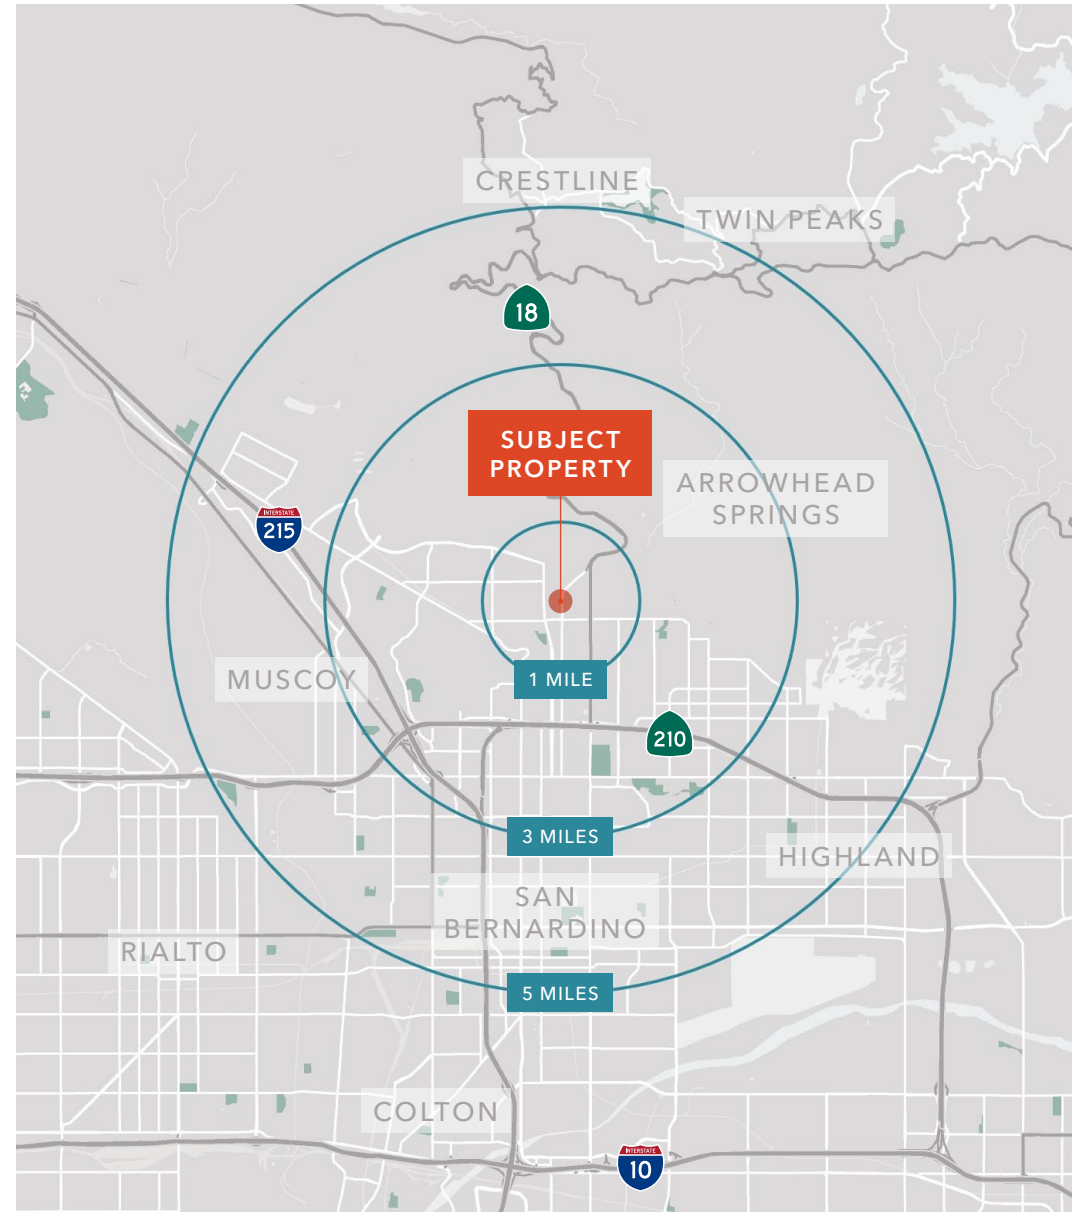 CRESTLINE
TWIN PEAKS
18
SUBJECT
PROPERTY
ARROWHEAD
SPRINGS
INTERSTATE
215
MUSCOY
1 MILE
210
3 MILES
HIGHLAND
SAN
BERNARDINO
RIALTO
5 MILES
COLTON
INTERSTATE
10